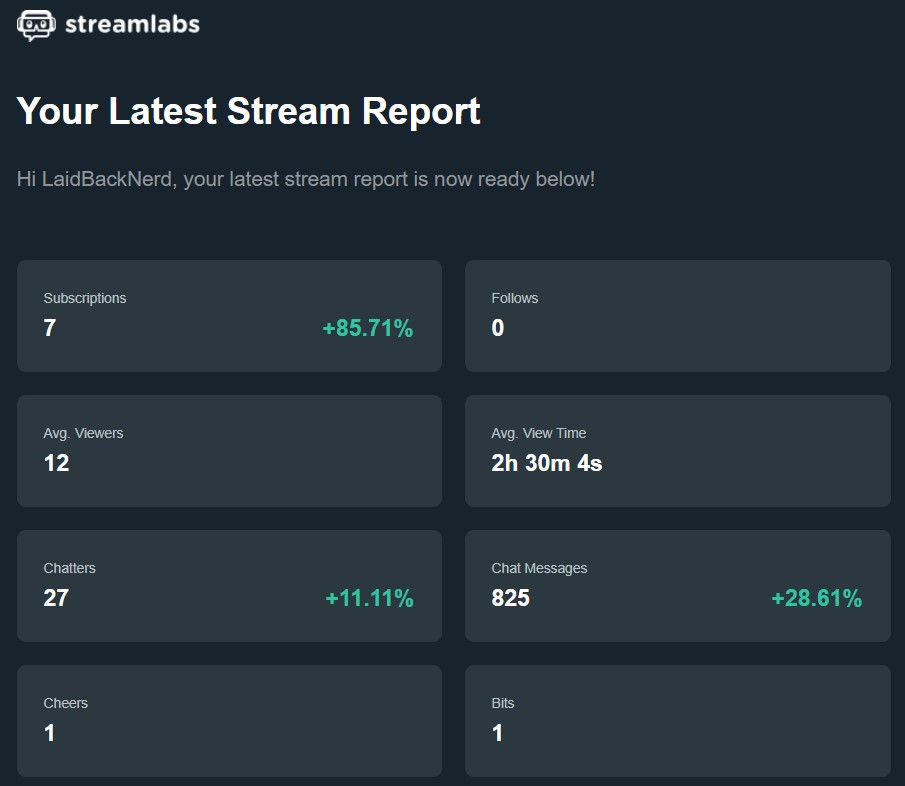 streamlabs
Your Latest Stream Report
Hi LaidBackNerd, your latest stream report is now ready below!
Subscriptions
7 +85.71%
Follows
0
Avg. Viewers
12
Avg. View Time
2h 30m 4s
Chatters
27 +11.11%
Chat Messages
825 +28.61%
Cheers
1
Bits
1